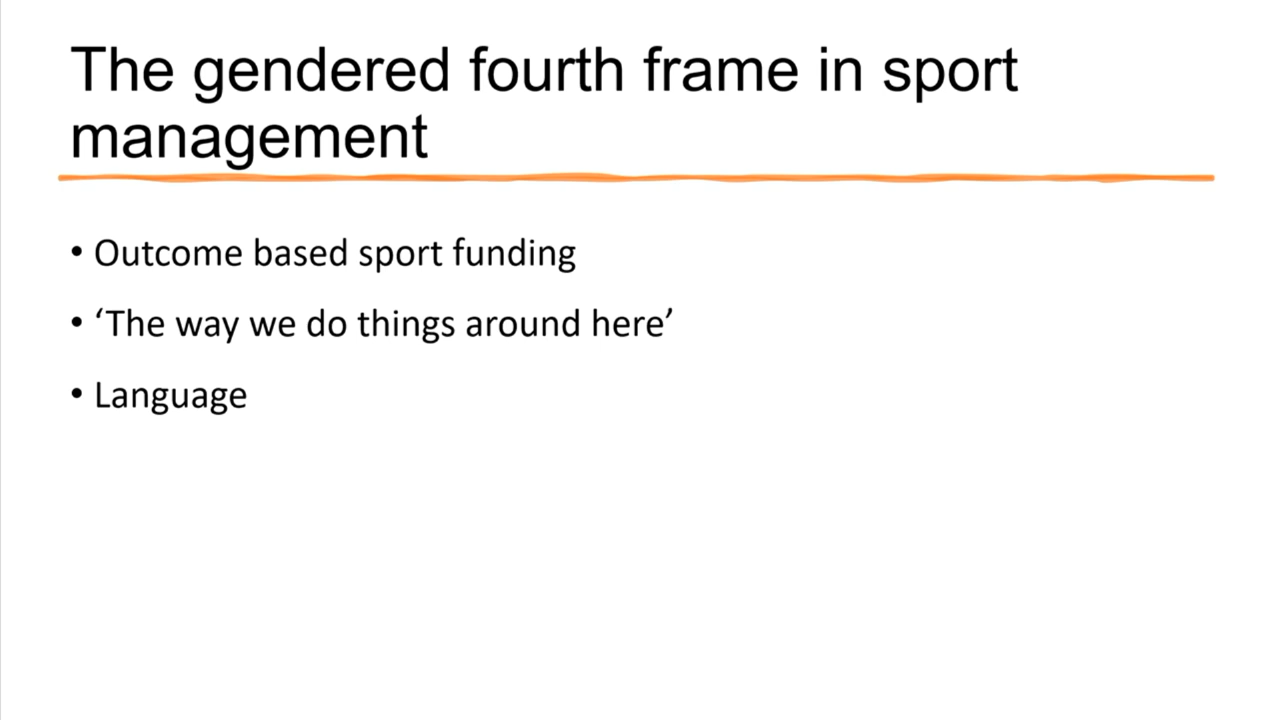 The gendered fourth frame in sport
management
• Outcome based sport funding
• ‘The way we do things around here’
• Language